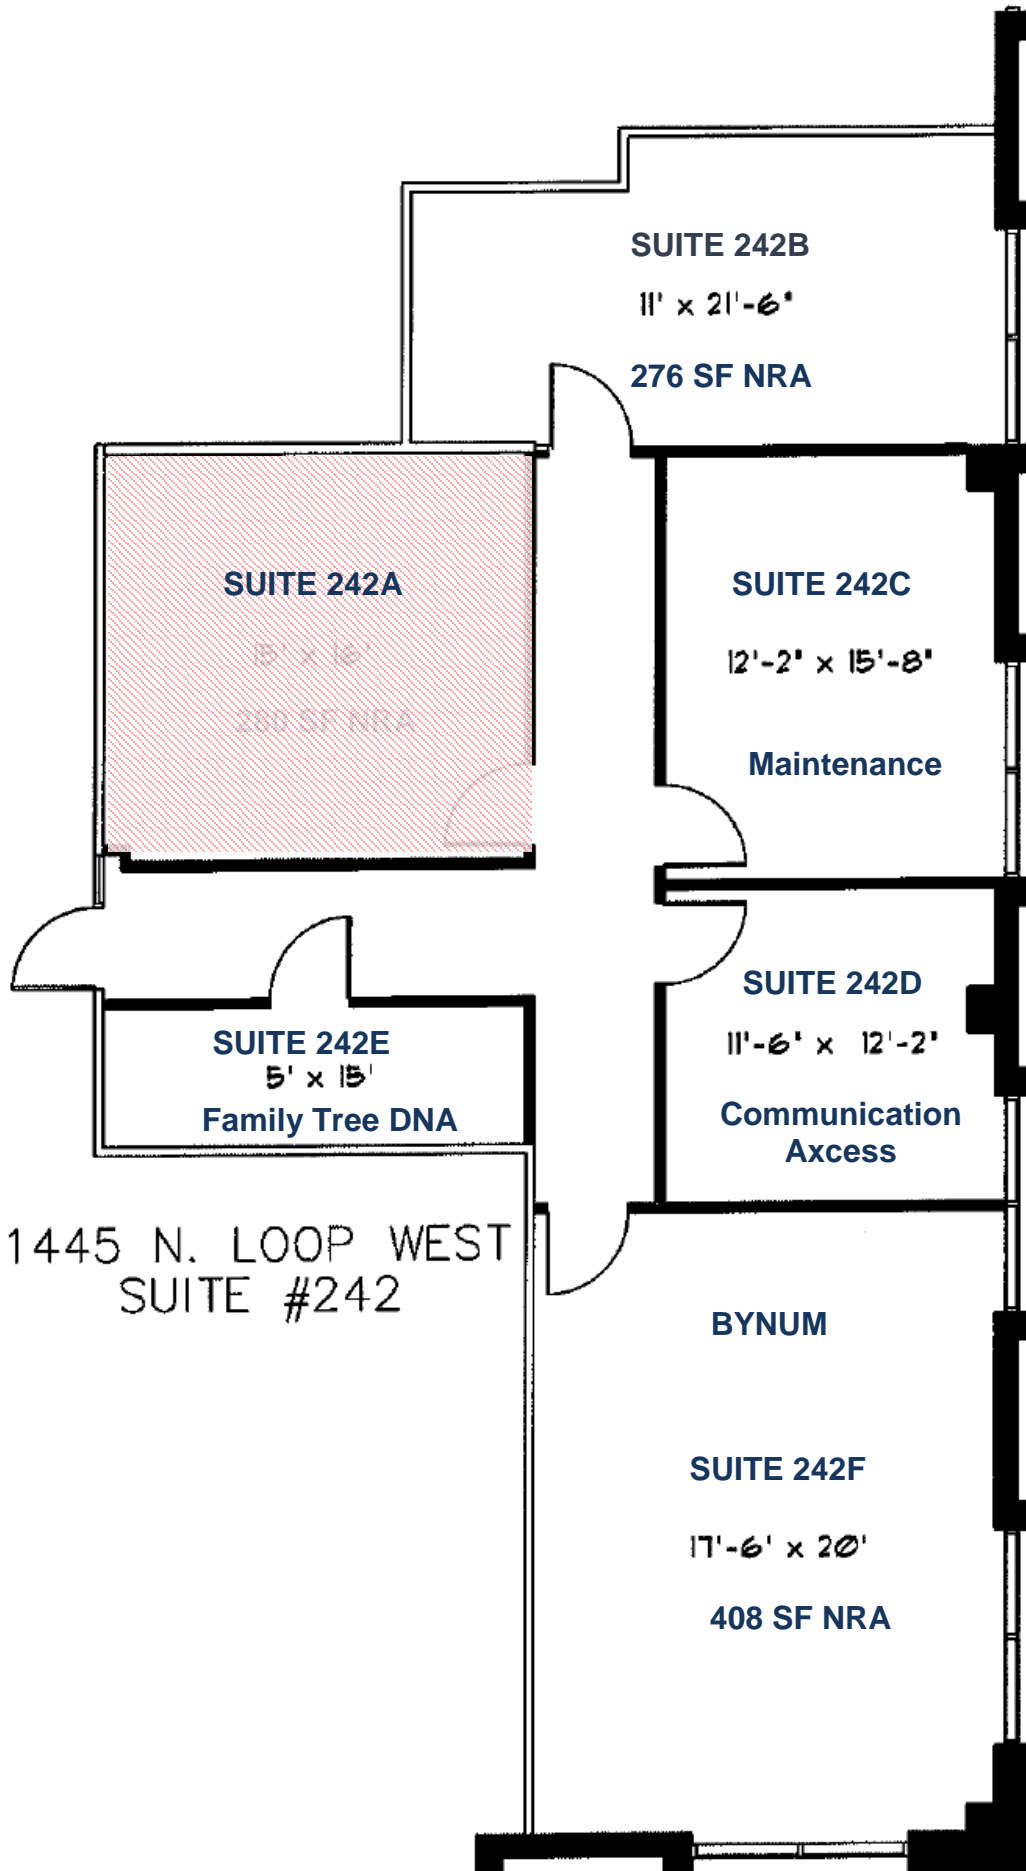 SUITE 242B
11' x 21'-6"
276 SF NRA
SUITE 242A
15' x 16'
280 SF NRA
SUITE 242C
12'-2" x 15'-8"
Maintenance
SUITE 242D
11'-6" x 12'-2"
Communication
Axcess
SUITE 242E
5' x 15'
Family Tree DNA
1445 N. LOOP WEST
SUITE #242
BYNUM
SUITE 242F
17'-6' x 20'
408 SF NRA